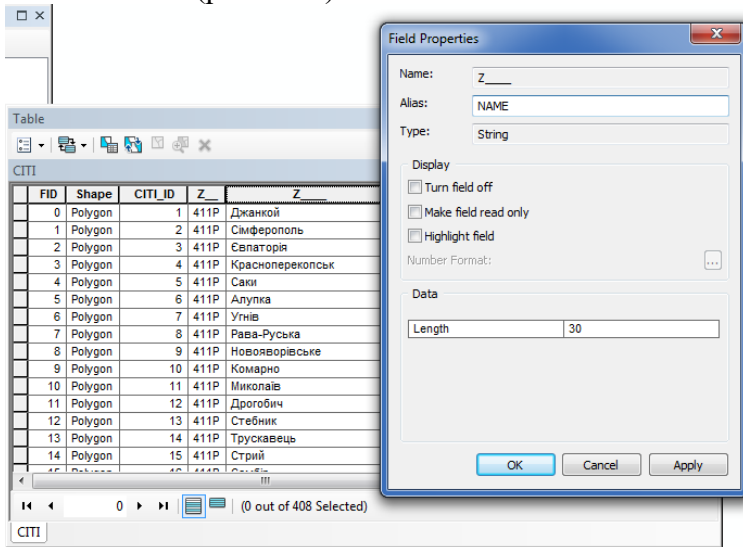 Field Properties
Name: Z____
Alias: NAME
Type: String
Display
Turn field off
Make field read only
Highlight field
Number Format: ...
Data
Length 30
OK Cancel Apply
Table
CITI
FID Shape CITI_ID Z__ Z____
0 Polygon 1 411P Джанкой
1 Polygon 2 411P Сімферополь
2 Polygon 3 411P Євпаторія
3 Polygon 4 411P Красноперекопськ
4 Polygon 5 411P Саки
5 Polygon 6 411P Алупка
6 Polygon 7 411P Угнів
7 Polygon 8 411P Рава-Руська
8 Polygon 9 411P Новояворівське
9 Polygon 10 411P Комарно
10 Polygon 11 411P Миколаїв
11 Polygon 12 411P Дрогобич
12 Polygon 13 411P Стебник
13 Polygon 14 411P Трускавець
14 Polygon 15 411P Стрий
0 (0 out of 408 Selected)
CITI